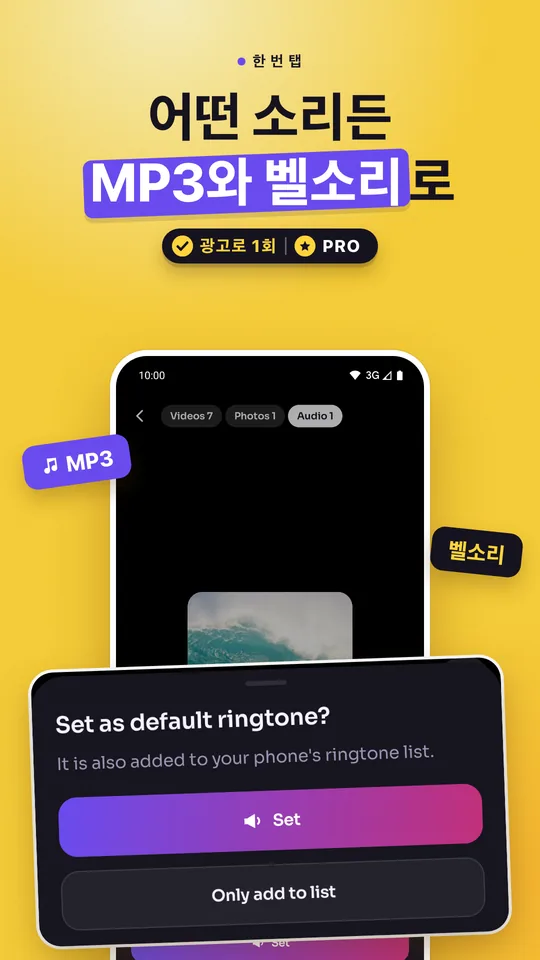 한 번 탭
어떤 소리든
MP3와 벨소리로
광고로 1회 | PRO
10:00 3G
Videos 7 Photos 1 Audio 1
MP3
벨소리
Set as default ringtone?
It is also added to your phone's ringtone list.
Set
Only add to list
Set